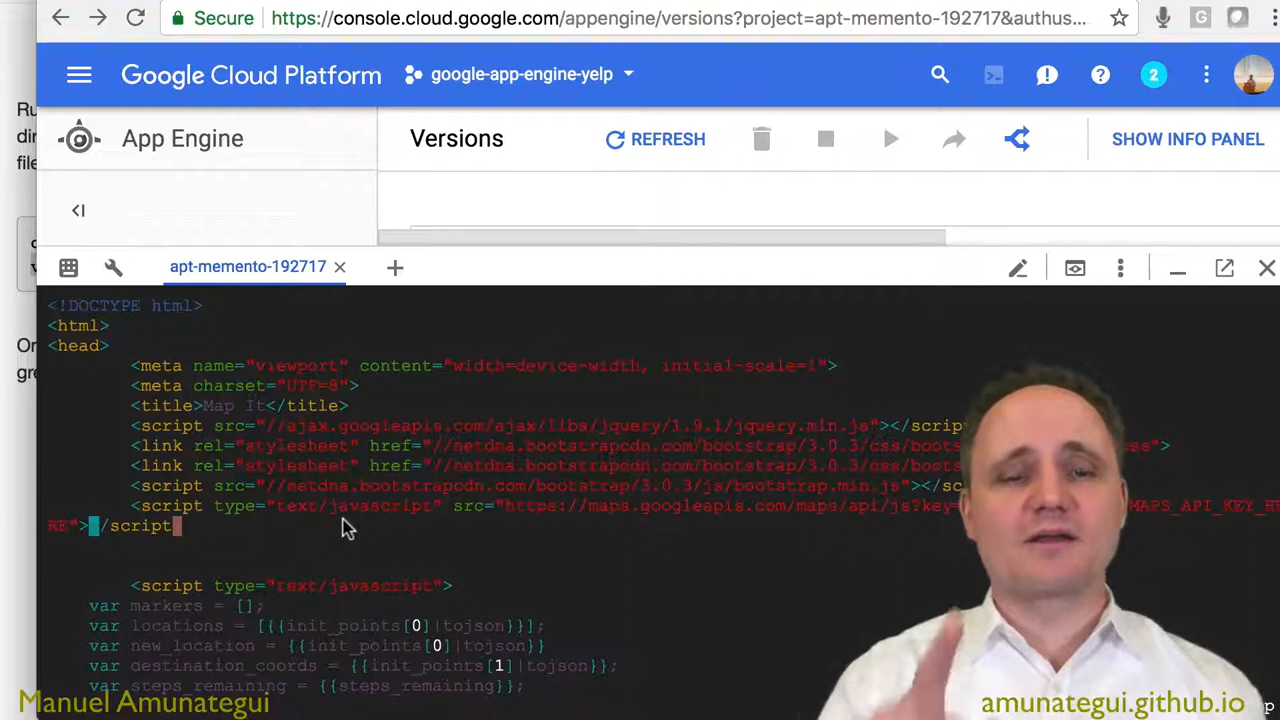 Secure https://console.cloud.google.com/appengine/versions?project=apt-memento-192717&authus...
Google Cloud Platform google-app-engine-yelp 2
Ru
dir
file
App Engine Versions REFRESH SHOW INFO PANEL
apt-memento-192717
<!DOCTYPE html>
<html>
<head>
<meta name="viewport" content="width=device-width, initial-scale=1">
<meta charset="UTF-8">
<title>Map It</title>
<script src="//ajax.googleapis.com/ajax/libs/jquery/1.9.1/jquery.min.js"></scrip
<link rel="stylesheet" href="//netdna.bootstrapcdn.com/bootstrap/3.0.3/css/boots ss">
<link rel="stylesheet" href="//netdna.bootstrapcdn.com/bootstrap/3.0.3/css/boots
<script src="//netdna.bootstrapcdn.com/bootstrap/3.0.3/js/bootstrap.min.js"></sc
<script type="text/javascript" src="https://maps.googleapis.com/maps/api/js?key= MAPS_API_KEY_HE
RE"></script
<script type="text/javascript">
var markers = [];
var locations = [{{init_points[0]|tojson}}];
var new_location = {{init_points[0]|tojson}}
var destination_coords = {{init_points[1]|tojson}};
var steps_remaining = {{steps_remaining}};
Manuel Amunategui
amunategui.github.io